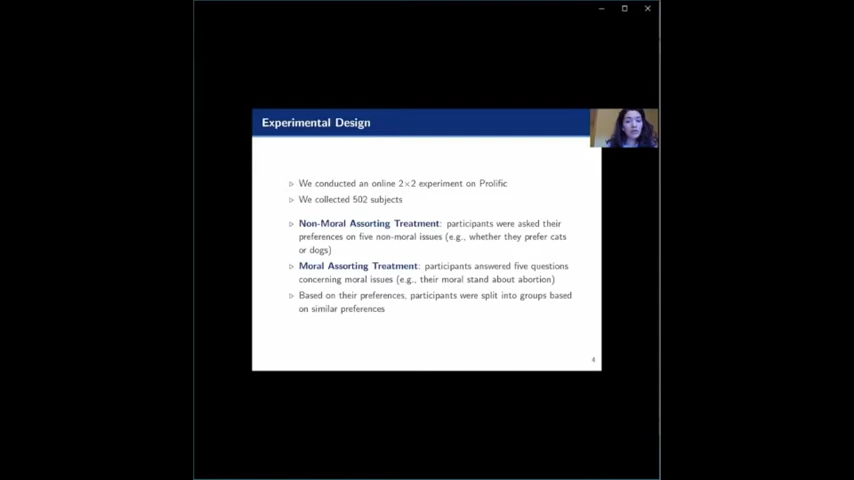 Experimental Design
▷ We conducted an online 2×2 experiment on Prolific
▷ We collected 502 subjects
▷ Non-Moral Assorting Treatment: participants were asked their
preferences on five non-moral issues (e.g., whether they prefer cats
or dogs)
▷ Moral Assorting Treatment: participants answered five questions
concerning moral issues (e.g., their moral stand about abortion)
▷ Based on their preferences, participants were split into groups based
on similar preferences
4